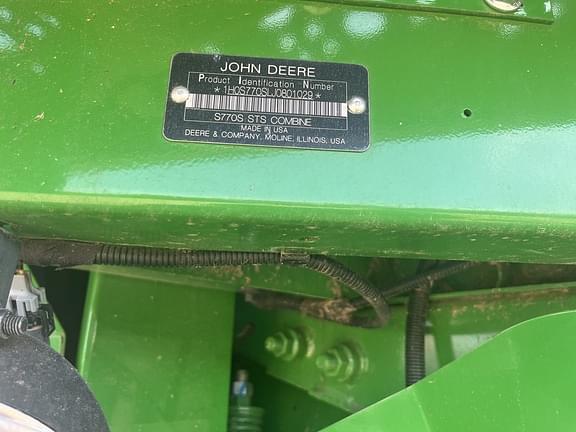 JOHN DEERE
Product Identification Number
*1H0S770SLJ0801029*
S770S STS COMBINE
MADE IN USA
DEERE & COMPANY, MOLINE, ILLINOIS, USA